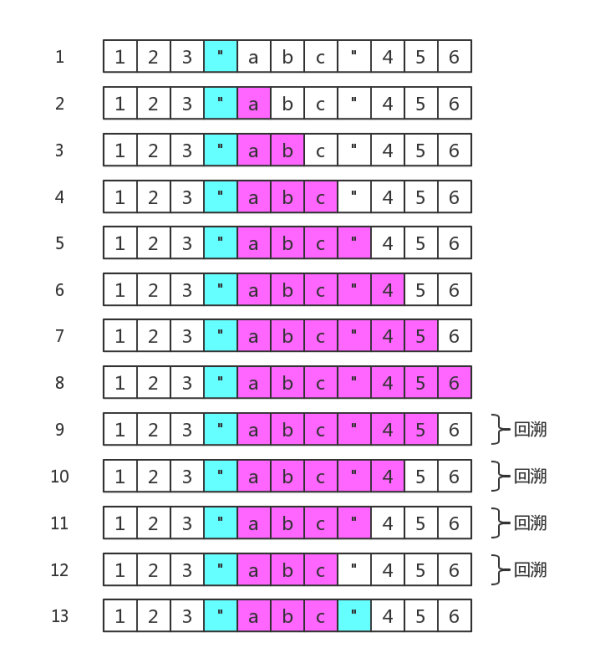 1 1 2 3 " a b c " 4 5 6
2 1 2 3 " a b c " 4 5 6
3 1 2 3 " a b c " 4 5 6
4 1 2 3 " a b c " 4 5 6
5 1 2 3 " a b c " 4 5 6
6 1 2 3 " a b c " 4 5 6
7 1 2 3 " a b c " 4 5 6
8 1 2 3 " a b c " 4 5 6
9 1 2 3 " a b c " 4 5 6 回溯
10 1 2 3 " a b c " 4 5 6 回溯
11 1 2 3 " a b c " 4 5 6 回溯
12 1 2 3 " a b c " 4 5 6 回溯
13 1 2 3 " a b c " 4 5 6